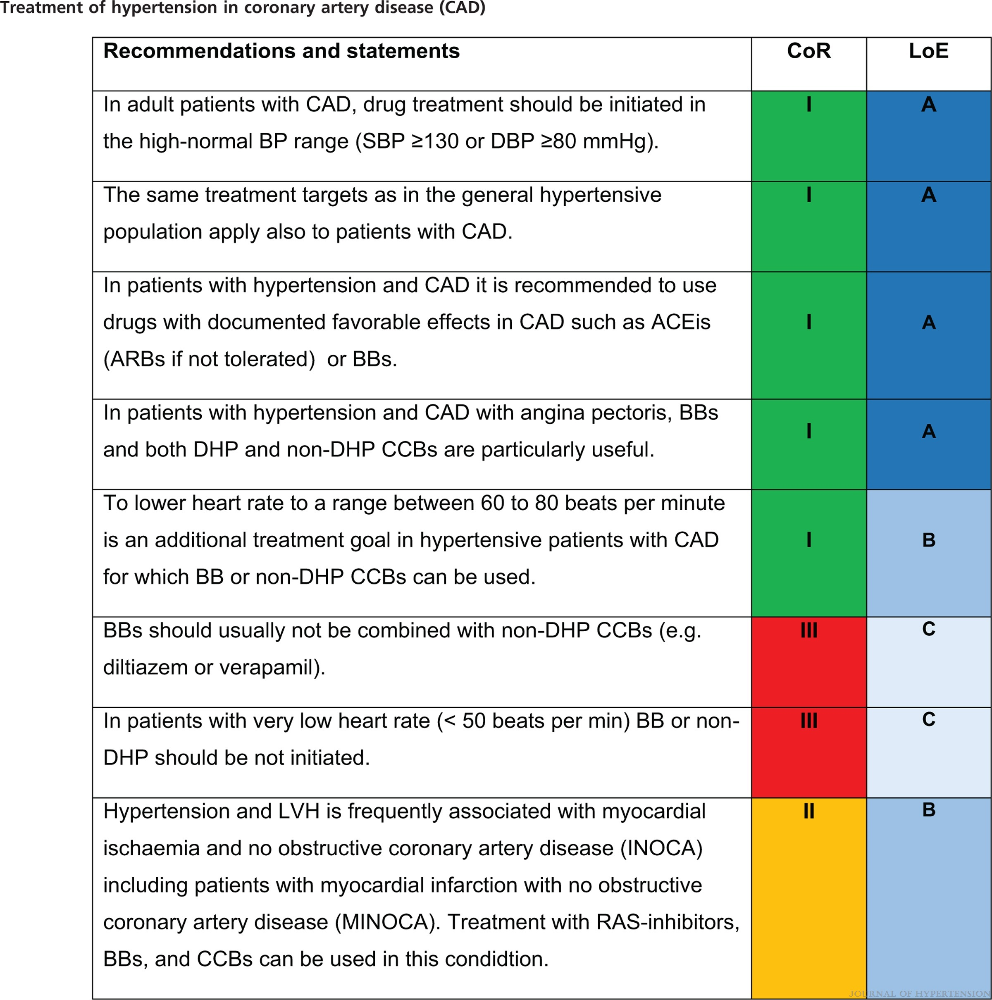 Treatment of hypertension in coronary artery disease (CAD)
Recommendations and statements CoR LoE
In adult patients with CAD, drug treatment should be initiated in I A
the high-normal BP range (SBP ≥130 or DBP ≥80 mmHg).
The same treatment targets as in the general hypertensive I A
population apply also to patients with CAD.
In patients with hypertension and CAD it is recommended to use
drugs with documented favorable effects in CAD such as ACEis I A
(ARBs if not tolerated) or BBs.
In patients with hypertension and CAD with angina pectoris, BBs I A
and both DHP and non-DHP CCBs are particularly useful.
To lower heart rate to a range between 60 to 80 beats per minute
is an additional treatment goal in hypertensive patients with CAD I B
for which BB or non-DHP CCBs can be used.
BBs should usually not be combined with non-DHP CCBs (e.g. III C
diltiazem or verapamil).
In patients with very low heart rate (< 50 beats per min) BB or non- III C
DHP should be not initiated.
Hypertension and LVH is frequently associated with myocardial II B
ischaemia and no obstructive coronary artery disease (INOCA)
including patients with myocardial infarction with no obstructive
coronary artery disease (MINOCA). Treatment with RAS-inhibitors,
BBs, and CCBs can be used in this condidtion.
JOURNAL OF HYPERTENSION